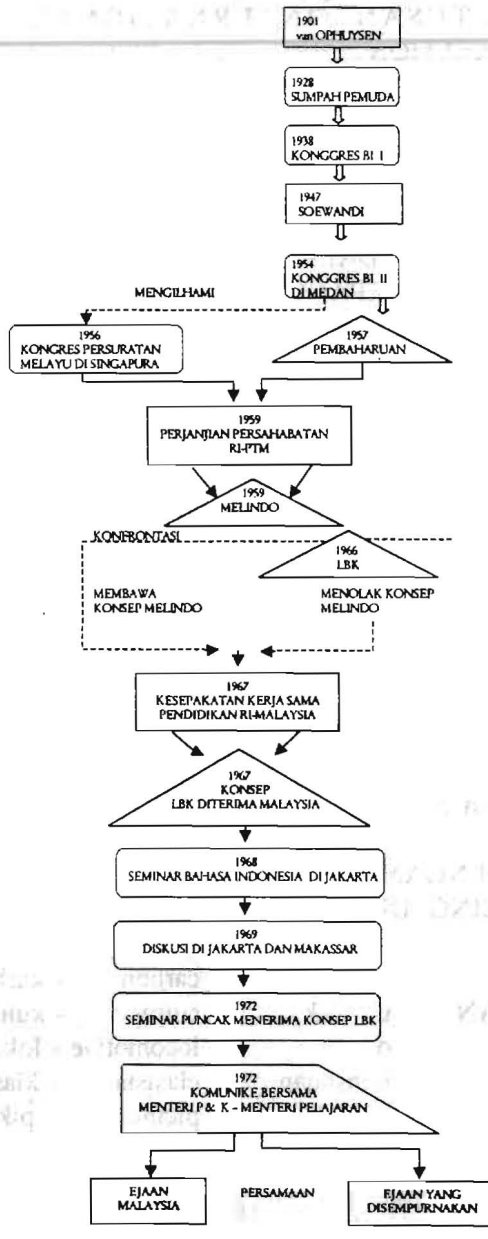 1901
van OPHUYSEN
1928
SUMPAH PEMUDA
1938
KONGGRES BI I
1947
SOEWANDI
1954
KONGGRES BI II
DI MEDAN
MENGILHAMI
1956
KONGRES PERSURATAN
MELAYU DI SINGAPURA
1957
PEMBAHARUAN
1959
PERJANJIAN PERSAHABATAN
RI-PTM
1959
MELINDO
KONFRONTASI
1966
LBK
MEMBAWA
KONSEP MELINDO
MENOLAK KONSEP
MELINDO
1967
KESEPAKATAN KERJA SAMA
PENDIDIKAN RI-MALAYSIA
1967
KONSEP
LBK DITERIMA MALAYSIA
1968
SEMINAR BAHASA INDONESIA DI JAKARTA
1969
DISKUSI DI JAKARTA DAN MAKASSAR
1972
SEMINAR PUNCAK MENERIMA KONSEP LBK
1972
KOMUNIKE BERSAMA
MENTERI P & K – MENTERI PELAJARAN
EJAAN
MALAYSIA
PERSAMAAN
EJAAN YANG
DISEMPURNAKAN